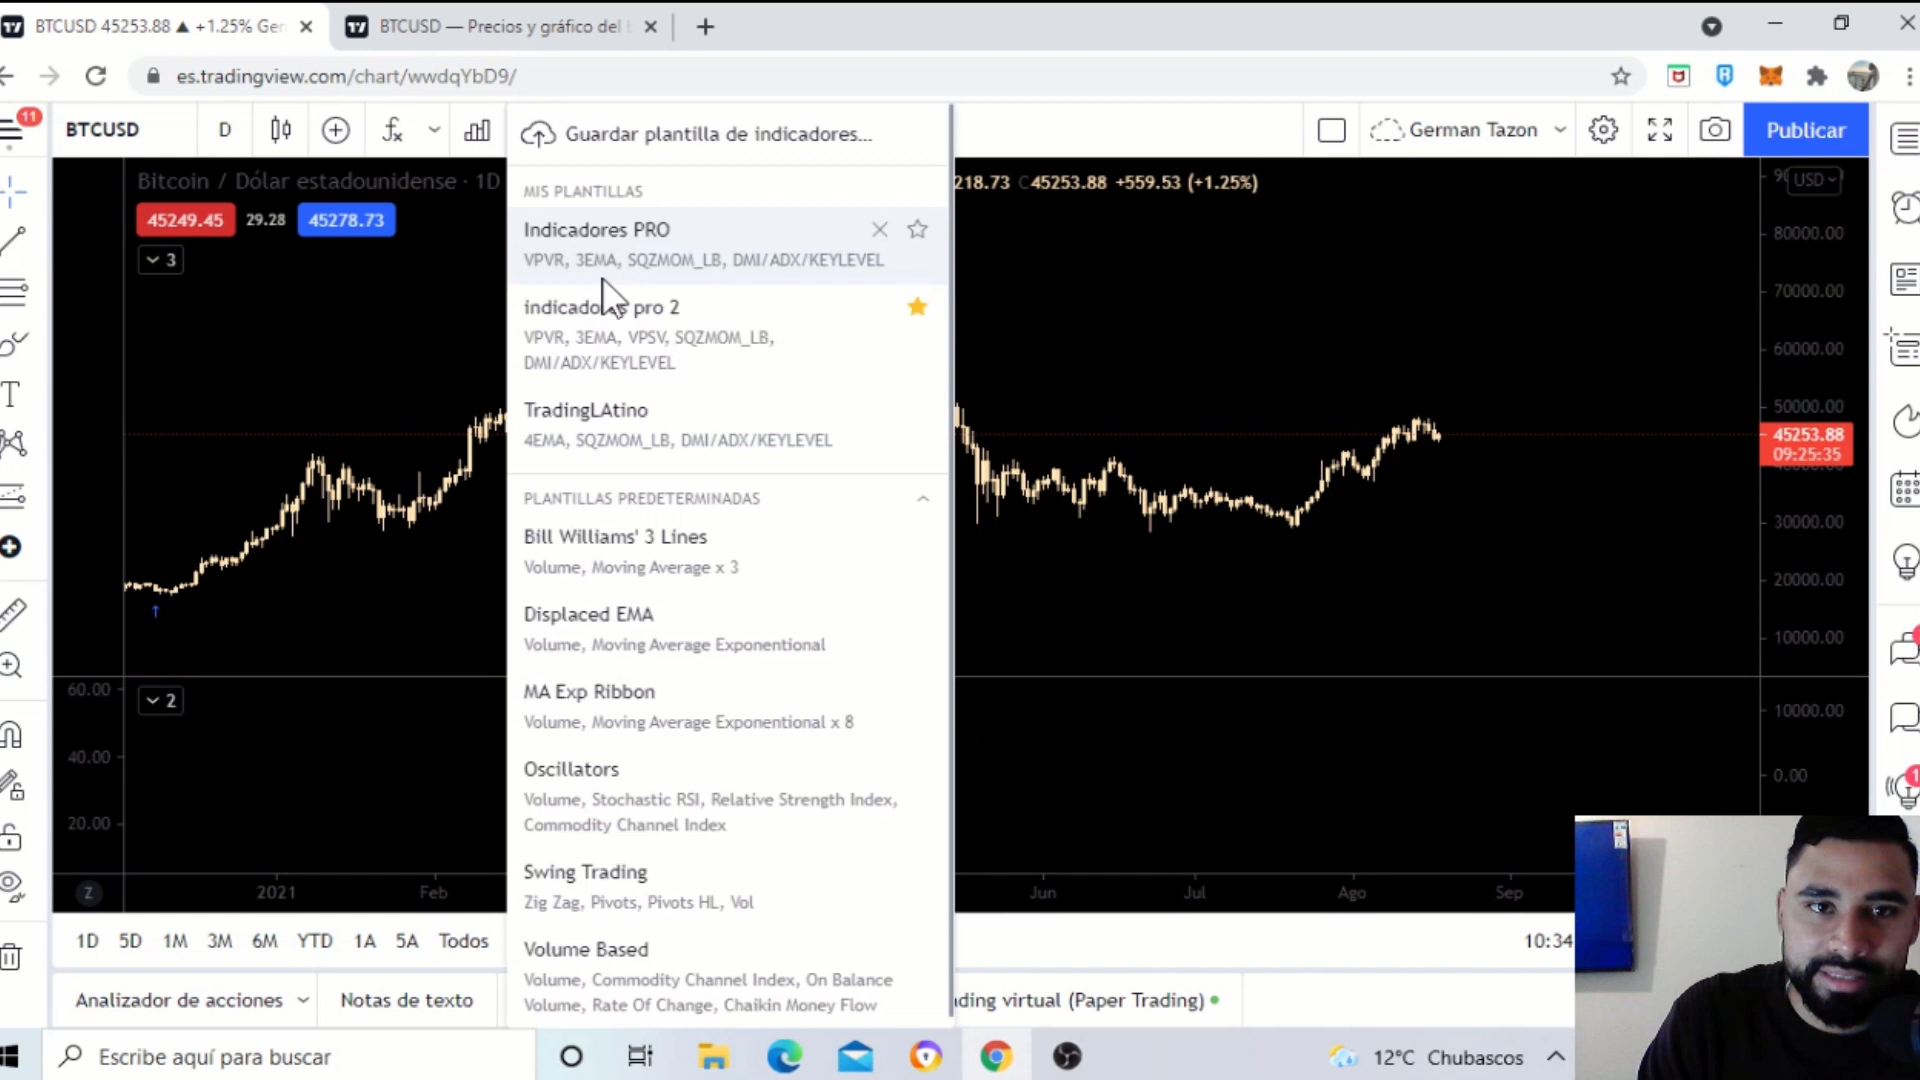 BTCUSD 45253.88 ▲ +1.25% Ger
BTCUSD — Precios y gráfico del
es.tradingview.com/chart/wwdqYbD9/
11
BTCUSD
D
Guardar plantilla de indicadores...
German Tazon
Publicar
Bitcoin / Dólar estadounidense · 1D
218.73 C45253.88 +559.53 (+1.25%)
USD
45249.45
29.28
45278.73
3
MIS PLANTILLAS
Indicadores PRO
VPVR, 3EMA, SQZMOM_LB, DMI/ADX/KEYLEVEL
indicadores pro 2
VPVR, 3EMA, VPSV, SQZMOM_LB,
DMI/ADX/KEYLEVEL
TradingLAtino
4EMA, SQZMOM_LB, DMI/ADX/KEYLEVEL
PLANTILLAS PREDETERMINADAS
Bill Williams' 3 Lines
Volume, Moving Average x 3
Displaced EMA
Volume, Moving Average Exponentional
MA Exp Ribbon
Volume, Moving Average Exponentional x 8
Oscillators
Volume, Stochastic RSI, Relative Strength Index,
Commodity Channel Index
Swing Trading
Zig Zag, Pivots, Pivots HL, Vol
Volume Based
Volume, Commodity Channel Index, On Balance
Volume, Rate Of Change, Chaikin Money Flow
80000.00
70000.00
60000.00
50000.00
45253.88
09:25:35
30000.00
20000.00
10000.00
10000.00
0.00
60.00
2
40.00
20.00
Z
2021
Feb
Jun
Jul
Ago
Sep
1D 5D 1M 3M 6M YTD 1A 5A Todos
10:34
Analizador de acciones
Notas de texto
ading virtual (Paper Trading)
Escribe aquí para buscar
12°C Chubascos